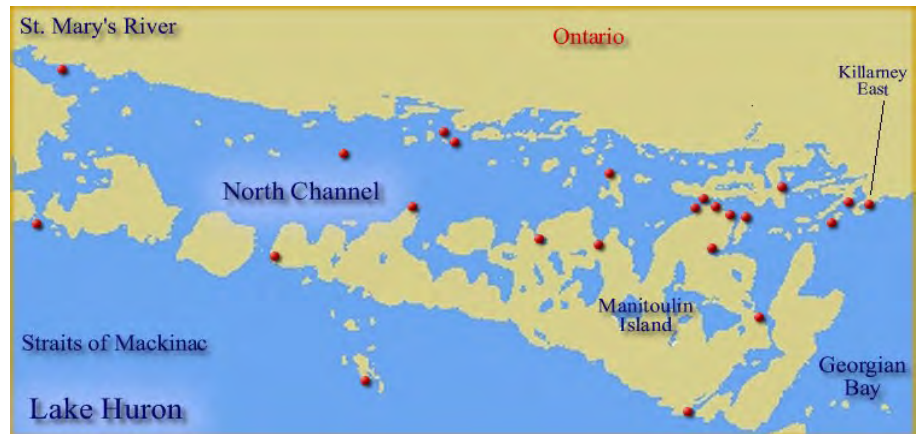 St. Mary's River
Ontario
Killarney
East
North Channel
Manitoulin
Island
Straits of Mackinac
Georgian
Bay
Lake Huron